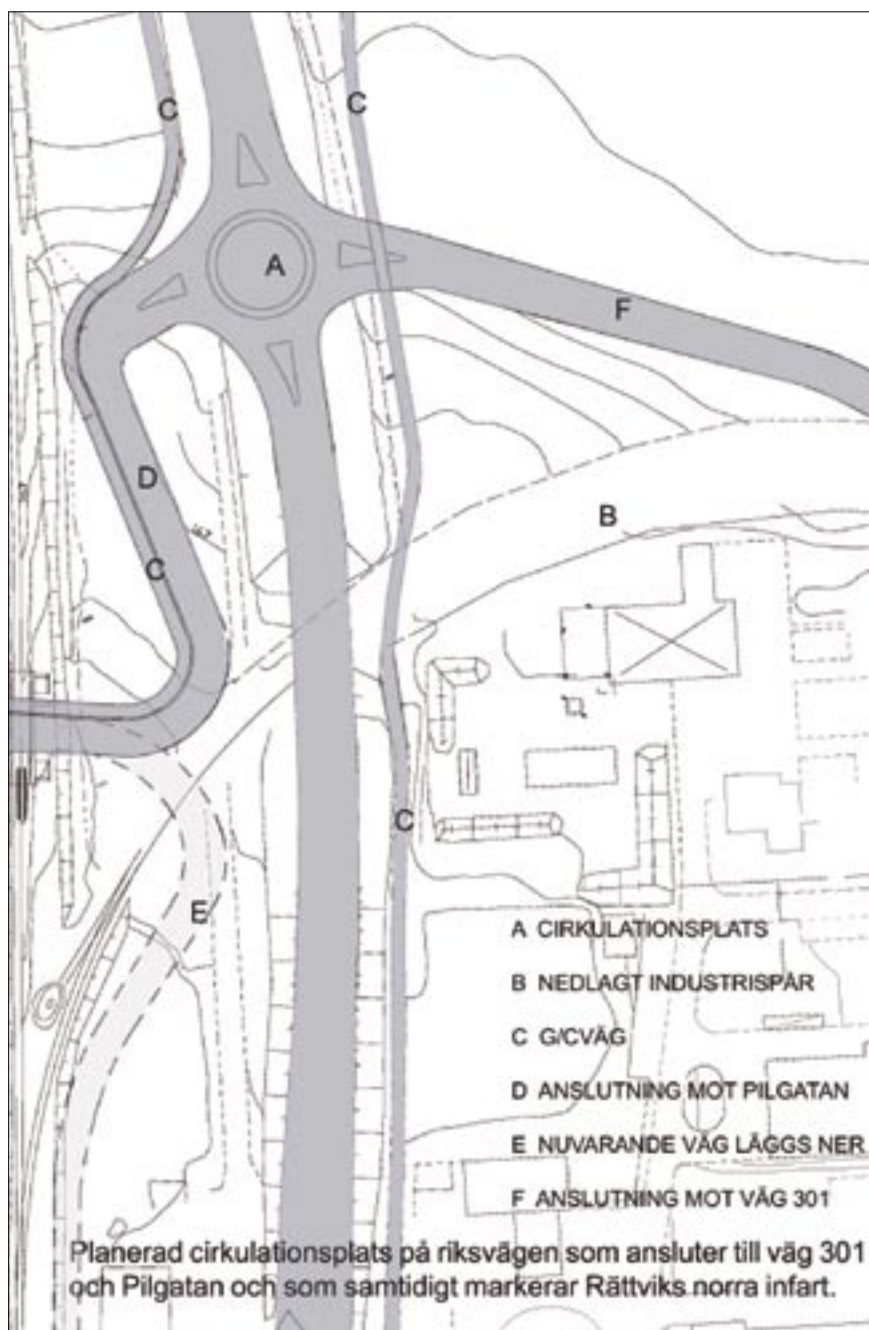 C
C
A
F
D
B
C
C
E
A CIRKULATIONSPLATS
B NEDLAGT INDUSTRISPÅR
C G/CVÄG
D ANSLUTNING MOT PILGATAN
E NUVARANDE VÄG LÄGGS NER
F ANSLUTNING MOT VÄG 301
Planerad cirkulationsplats på riksvägen som ansluter till väg 301
och Pilgatan och som samtidigt markerar Rättviks norra infart.